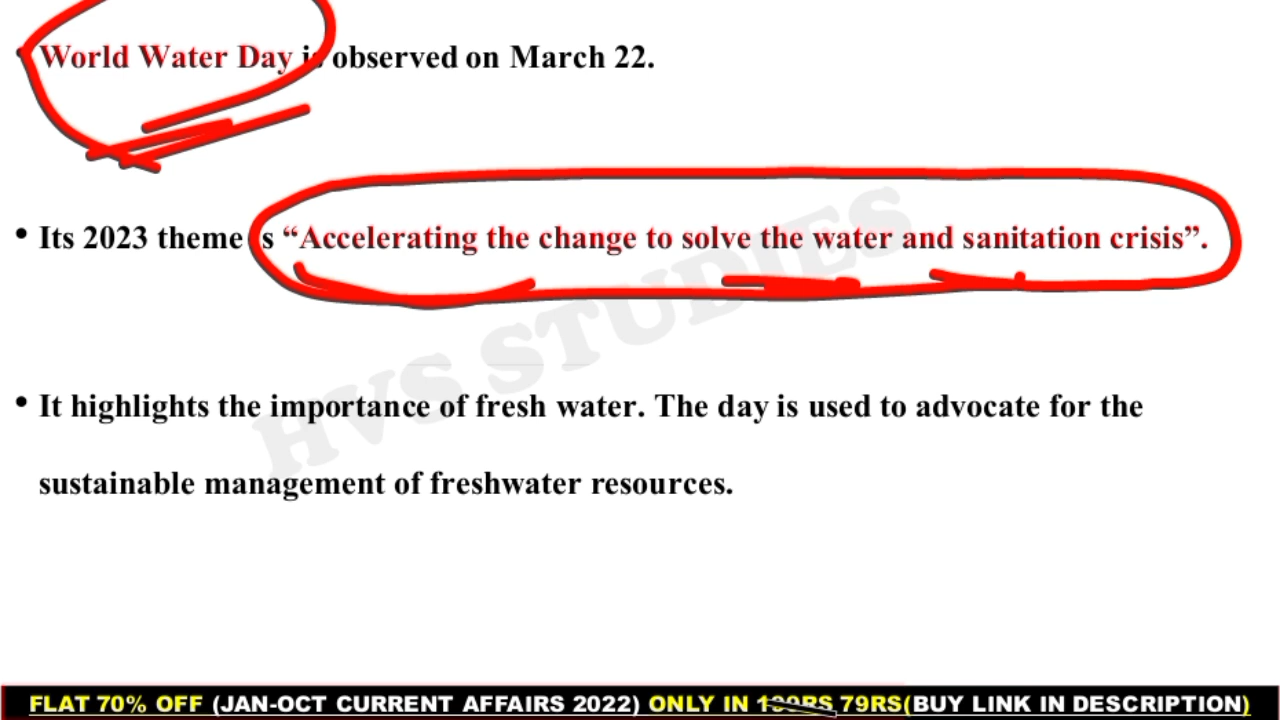 • World Water Day is observed on March 22.
• Its 2023 theme is “Accelerating the change to solve the water and sanitation crisis”.
HVS STUDIES
• It highlights the importance of fresh water. The day is used to advocate for the
sustainable management of freshwater resources.
FLAT 70% OFF (JAN-OCT CURRENT AFFAIRS 2022) ONLY IN 79RS(BUY LINK IN DESCRIPTION)